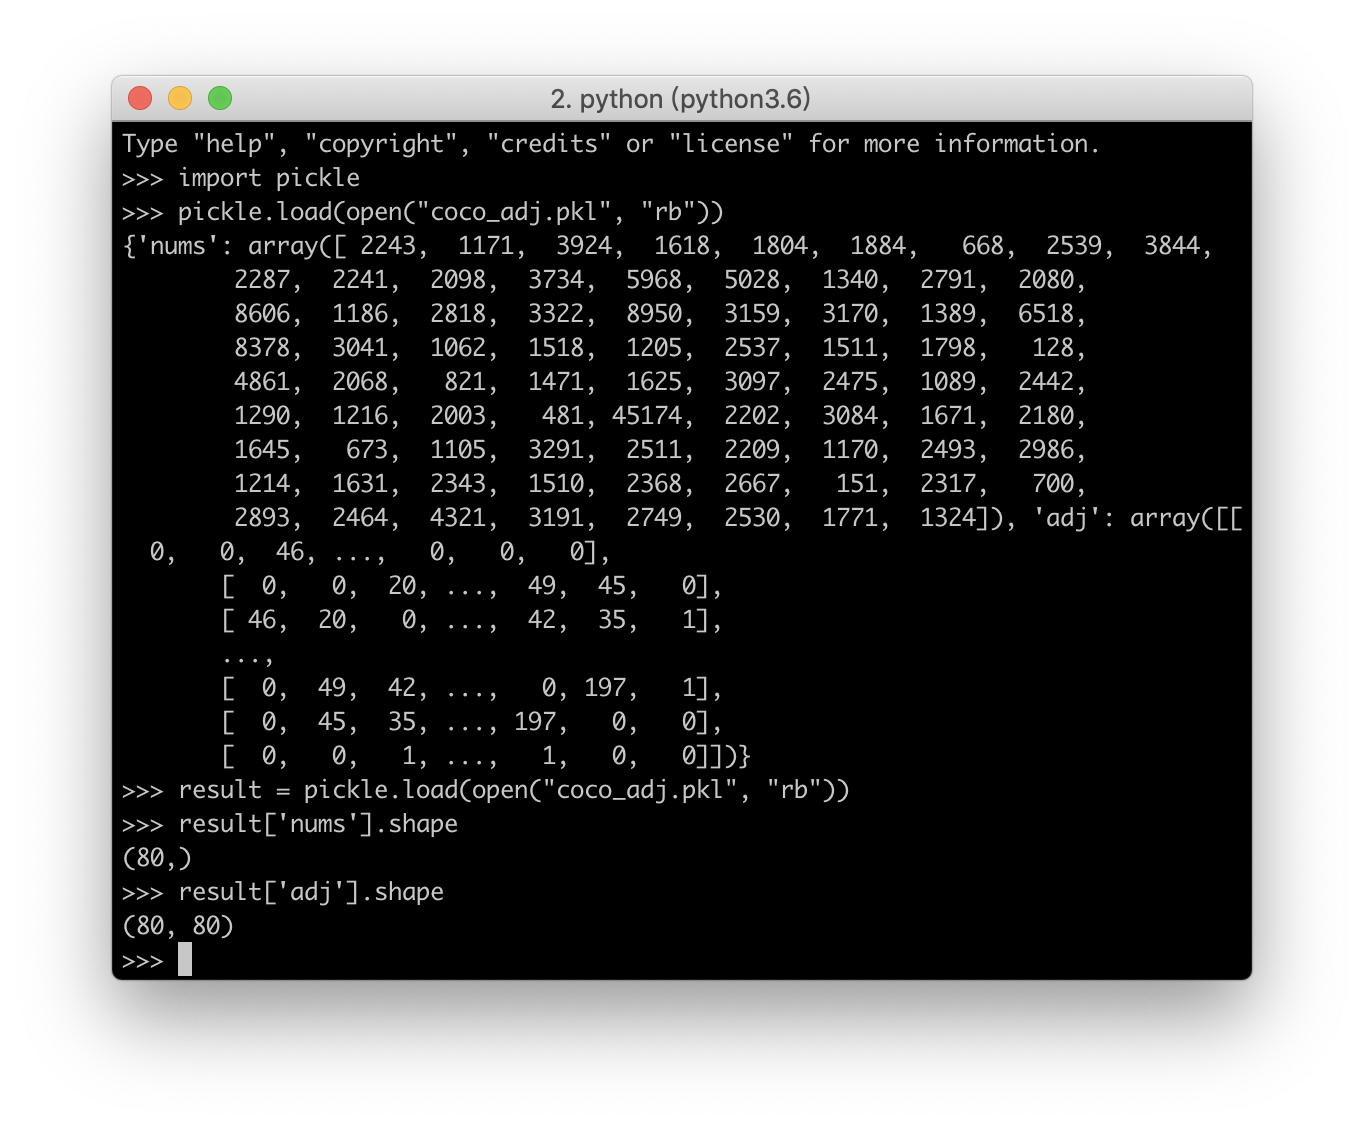 2. python (python3.6)
Type "help", "copyright", "credits" or "license" for more information.
>>> import pickle
>>> pickle.load(open("coco_adj.pkl", "rb"))
{'nums': array([ 2243,  1171,  3924,  1618,  1804,  1884,   668,  2539,  3844,
        2287,  2241,  2098,  3734,  5968,  5028,  1340,  2791,  2080,
        8606,  1186,  2818,  3322,  8950,  3159,  3170,  1389,  6518,
        8378,  3041,  1062,  1518,  1205,  2537,  1511,  1798,   128,
        4861,  2068,   821,  1471,  1625,  3097,  2475,  1089,  2442,
        1290,  1216,  2003,   481, 45174,  2202,  3084,  1671,  2180,
        1645,   673,  1105,  3291,  2511,  2209,  1170,  2493,  2986,
        1214,  1631,  2343,  1510,  2368,  2667,   151,  2317,   700,
        2893,  2464,  4321,  3191,  2749,  2530,  1771,  1324]), 'adj': array([[
  0,   0,  46, ...,   0,   0,   0],
       [  0,   0,  20, ...,  49,  45,   0],
       [ 46,  20,   0, ...,  42,  35,   1],
       ...,
       [  0,  49,  42, ...,   0, 197,   1],
       [  0,  45,  35, ..., 197,   0,   0],
       [  0,   0,   1, ...,   1,   0,   0]])}
>>> result = pickle.load(open("coco_adj.pkl", "rb"))
>>> result['nums'].shape
(80,)
>>> result['adj'].shape
(80, 80)
>>>